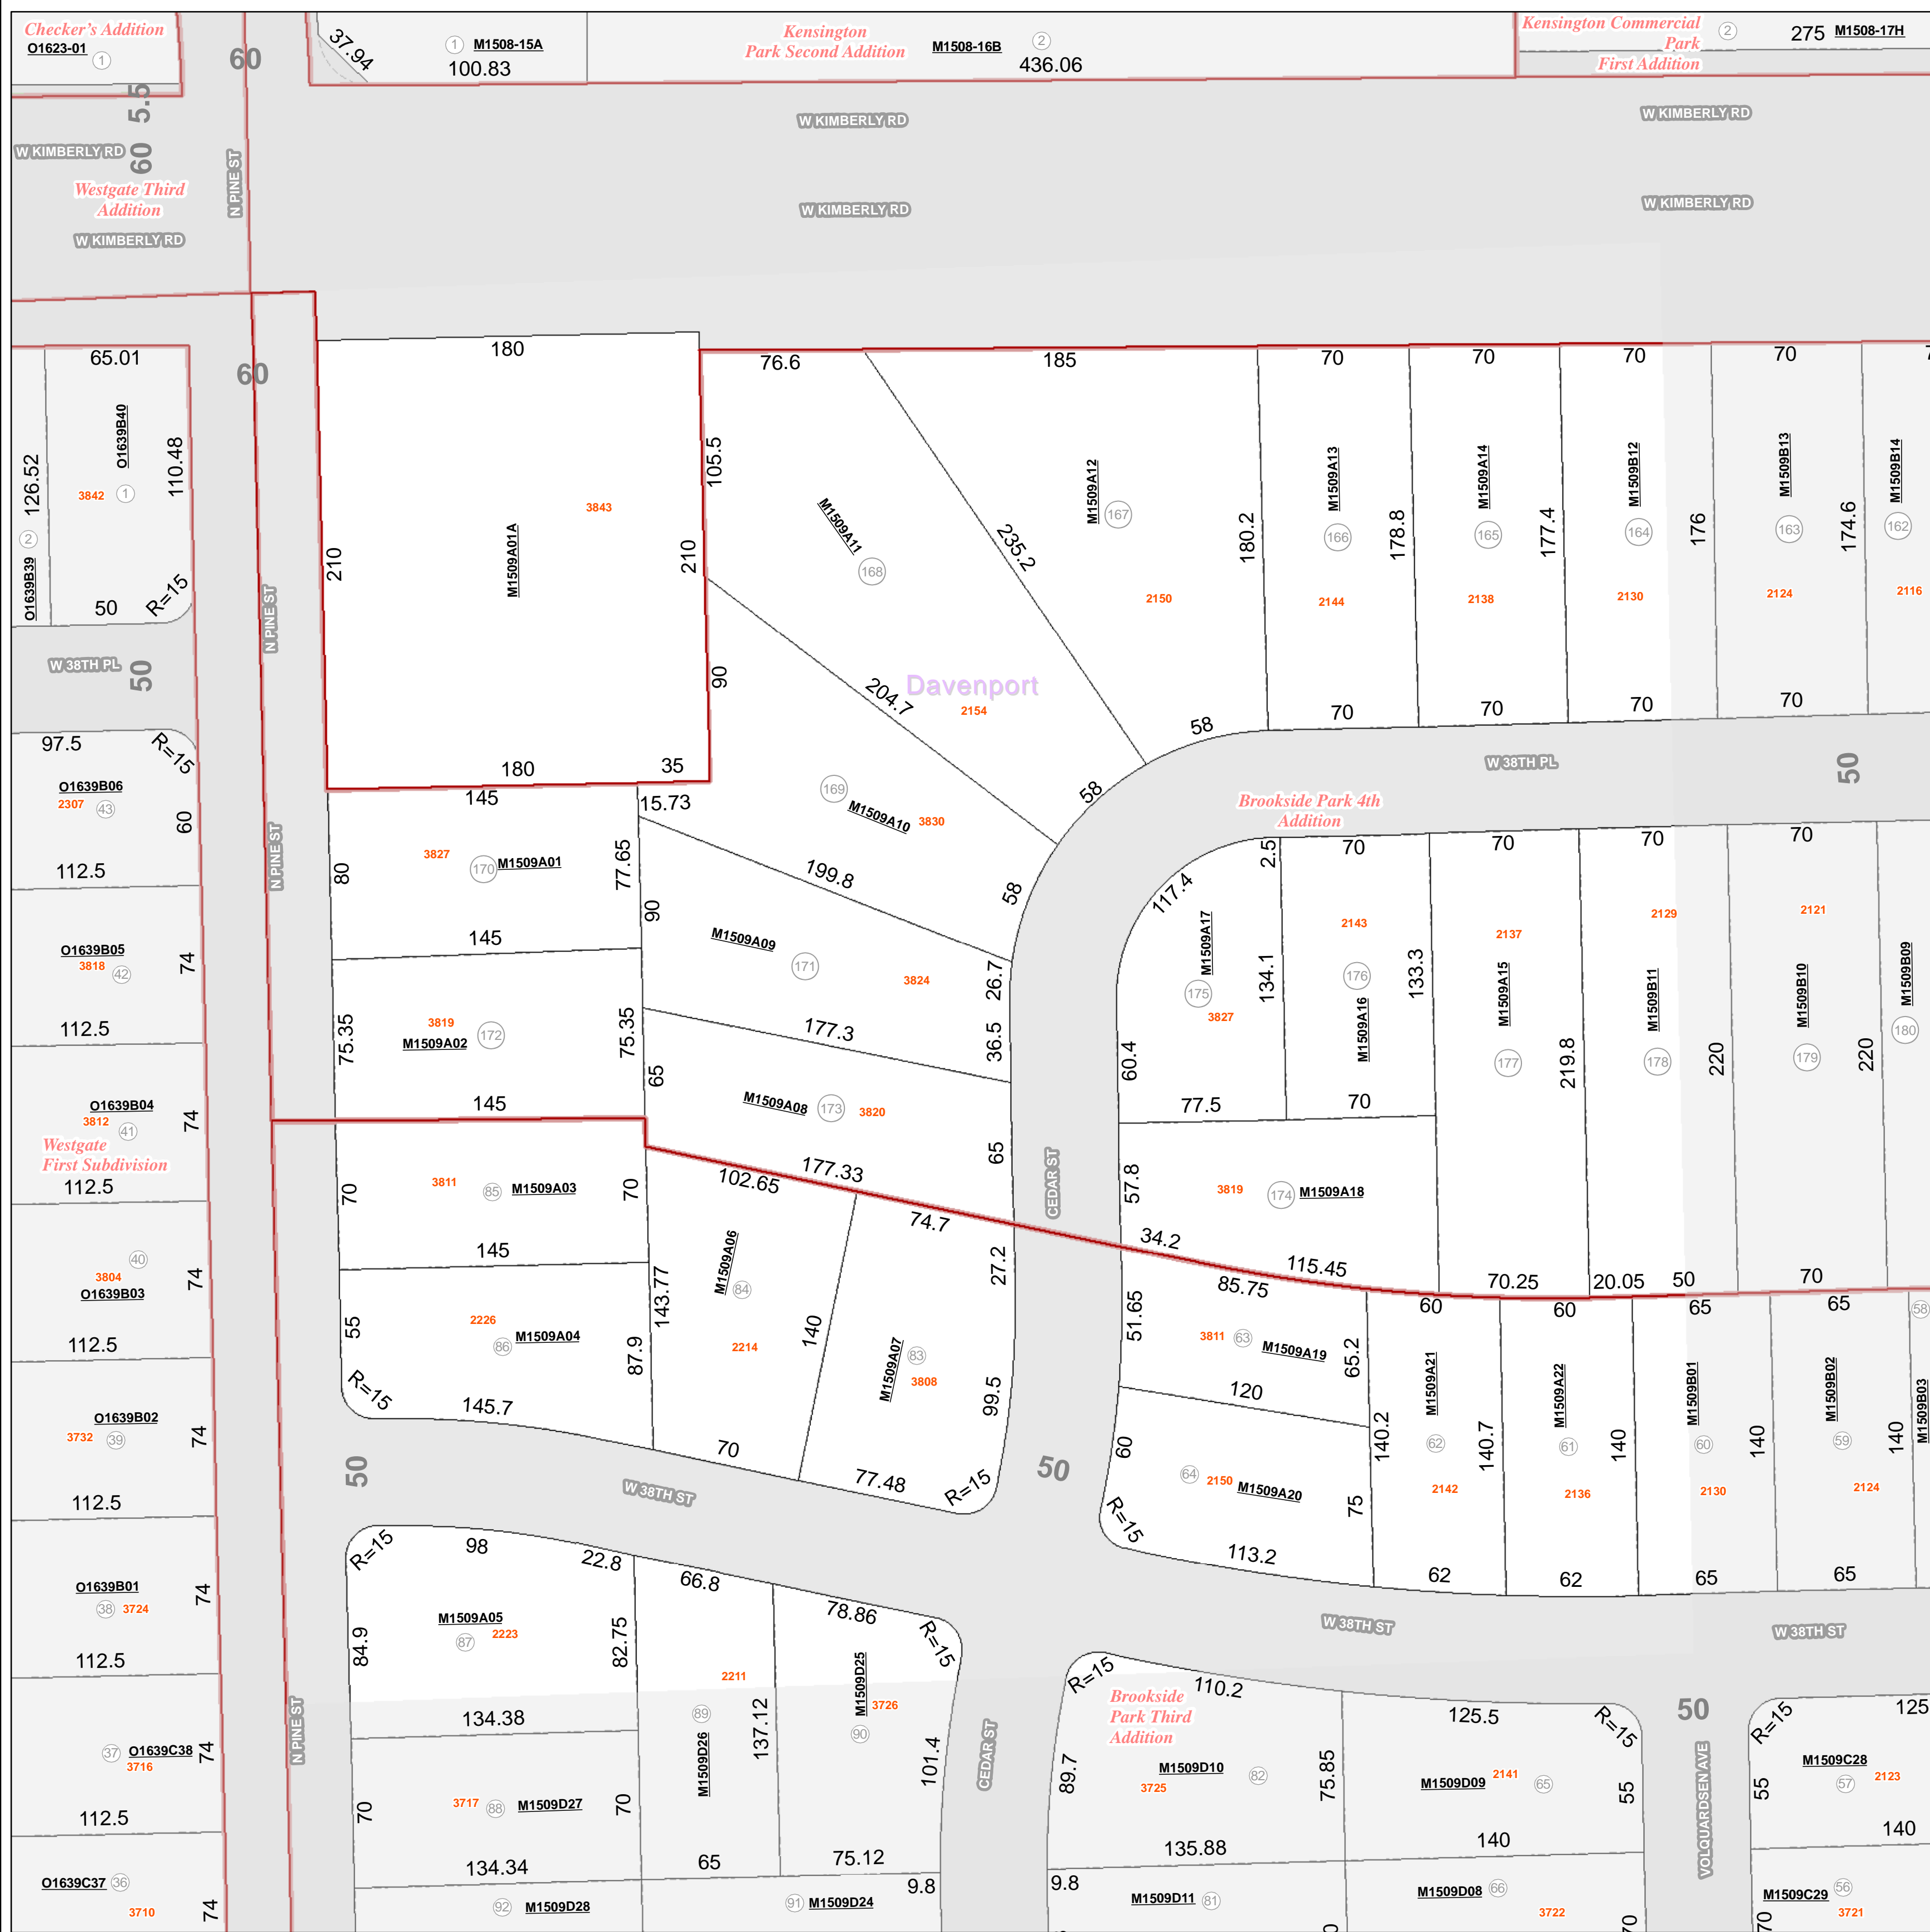 Checker's Addition
O1623-01
1
60
37.94
1
M1508-15A
100.83
Kensington
Park Second Addition
M1508-16B
2
436.06
Kensington Commercial
Park
First Addition
2
275
M1508-17H
5.5
60
W KIMBERLY RD
N PINE ST
W KIMBERLY RD
W KIMBERLY RD
Westgate Third
Addition
W KIMBERLY RD
W KIMBERLY RD
W KIMBERLY RD
65.01
60
180
76.6
185
70
70
70
70
126.52
O1639B40
110.48
3842
1
2
O1639B39
50
R=15
N PINE ST
210
M1509A01A
3843
210
105.5
M1509A11
168
235.2
M1509A12
167
2150
180.2
M1509A13
166
2144
178.8
M1509A14
165
2138
177.4
M1509B12
164
2130
176
M1509B13
163
2124
174.6
M1509B14
162
2116
W 38TH PL
50
90
204.7
Davenport
2154
58
70
70
70
70
97.5
R=15
O1639B06
2307
43
60
112.5
N PINE ST
180
35
145
15.73
169
M1509A10
3830
58
W 38TH PL
50
Brookside Park 4th
Addition
80
3827
170
M1509A01
77.65
145
90
199.8
58
M1509A09
171
3824
26.7
117.4
2.5
70
70
70
70
M1509A17
175
3827
134.1
2143
176
M1509A16
133.3
2137
M1509A15
177
219.8
2129
M1509B11
178
220
2121
M1509B10
179
220
M1509B09
180
O1639B05
3818
42
74
112.5
75.35
3819
M1509A02
172
75.35
145
65
177.3
36.5
M1509A08
173
3820
65
177.33
60.4
77.5
70
CEDAR ST
57.8
3819
174
M1509A18
34.2
115.45
70.25
20.05
50
70
O1639B04
3812
41
74
Westgate
First Subdivision
112.5
70
3811
85
M1509A03
70
145
102.65
74.7
M1509A06
84
2214
143.77
140
27.2
M1509A07
83
3808
99.5
40
3804
O1639B03
74
112.5
55
2226
86
M1509A04
87.9
R=15
145.7
70
77.48
R=15
51.65
85.75
3811
63
M1509A19
65.2
120
60
64
2150
M1509A20
75
R=15
113.2
60
M1509A21
62
2142
140.2
62
60
M1509A22
61
2136
140.7
62
65
M1509B01
60
2130
140
65
65
M1509B02
59
2124
140
65
58
M1509B03
140
O1639B02
3732
39
74
112.5
50
W 38TH ST
50
O1639B01
38
3724
74
112.5
R=15
98
22.8
66.8
78.86
R=15
84.9
M1509A05
87
2223
82.75
134.38
2211
89
M1509D26
137.12
M1509D25
3726
90
101.4
CEDAR ST
W 38TH ST
W 38TH ST
R=15
110.2
Brookside
Park Third
Addition
89.7
M1509D10
82
3725
75.85
135.88
125.5
R=15
M1509D09
2141
65
55
140
50
VOLQUARDSEN AVE
R=15
125
M1509C28
57
2123
55
140
37
O1639C38
3716
74
112.5
N PINE ST
70
3717
88
M1509D27
70
134.34
65
75.12
O1639C37
36
3710
74
92
M1509D28
91
M1509D24
9.8
9.8
M1509D11
81
M1509D08
66
3722
70
M1509C29
56
3721
70